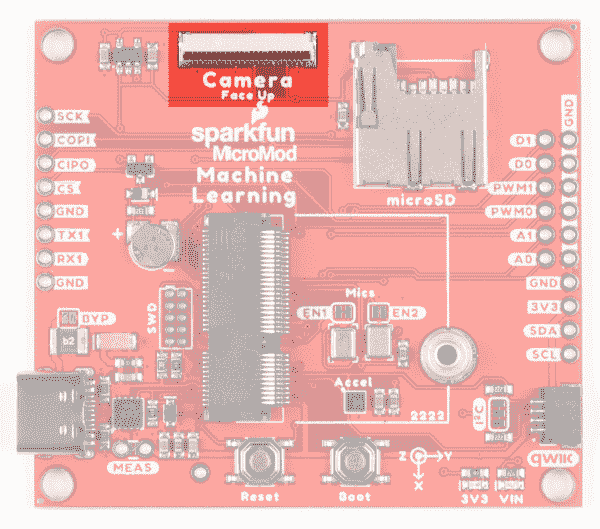 Camera
Face Up
sparkfun
MicroMod
Machine
Learning
microSD
SCK
COPI
CIPO
CS
GND
TX1
RX1
GND
GND
D1
D0
PWM1
PWM0
A1
A0
GND
3V3
SDA
SCL
+
-
BYP
SWD
b2
Mics
EN1
EN2
Accel
2222
I²C
qwiic
MEAS
Reset
Boot
Z
Y
X
3V3
VIN